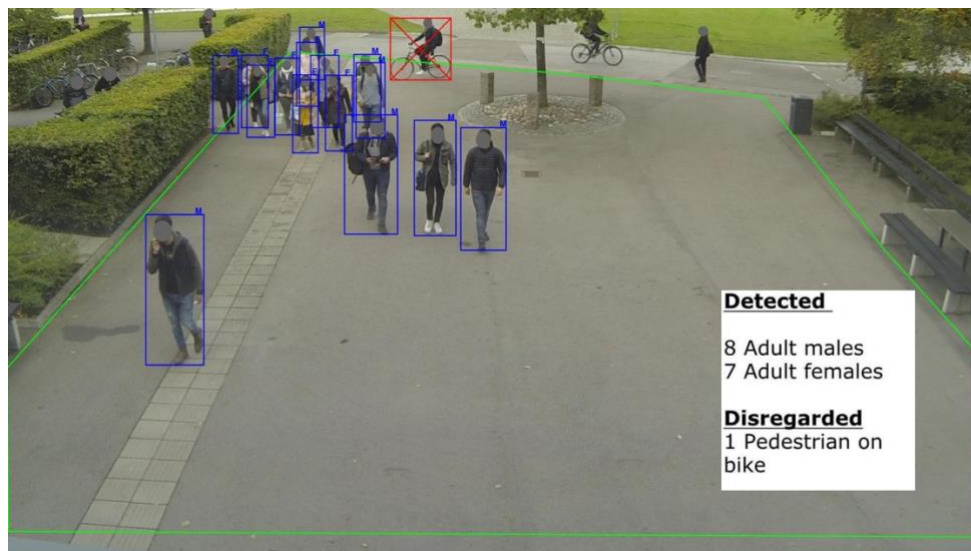 M
M
F
F
F
M
M
M
M
M
M
Detected
8 Adult males
7 Adult females
Disregarded
1 Pedestrian on
bike